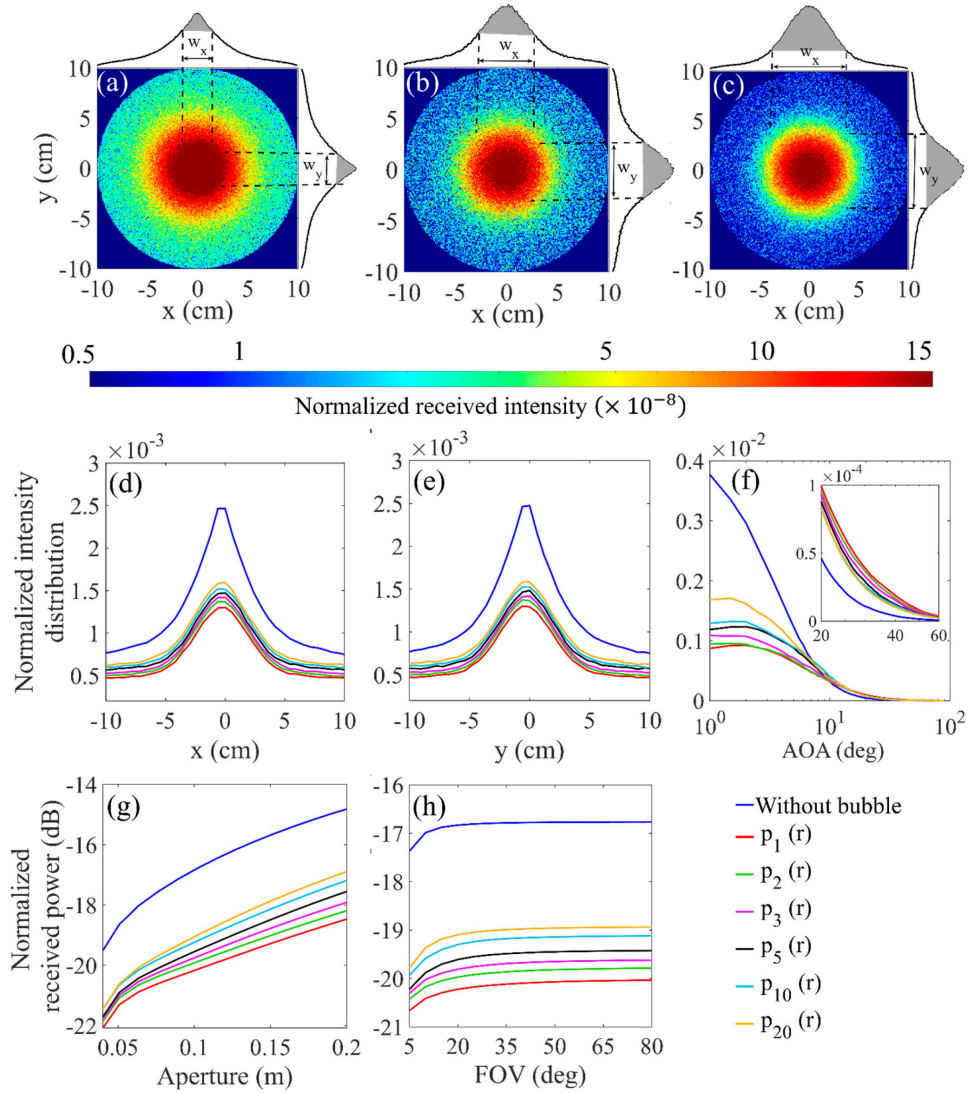 (a)
w_x
w_y
(b)
w_x
w_y
(c)
w_x
w_y
10
5
0
-5
-10
y (cm)
-10 -5 0 5 10
x (cm)
10
5
0
-5
-10
-10 -5 0 5 10
x (cm)
10
5
0
-5
-10
-10 -5 0 5 10
x (cm)
0.5 1 5 10 15
Normalized received intensity (× 10^-8)
Normalized intensity
distribution
×10^-3
(d)
3
2.5
2
1.5
1
0.5
-10 -5 0 5 10
x (cm)
×10^-3
(e)
3
2.5
2
1.5
1
0.5
-10 -5 0 5 10
y (cm)
×10^-2
(f)
0.4
0.3
0.2
0.1
0
10^0 10^1 10^2
AOA (deg)
×10^-4
1
0.5
0
20 40 60
Normalized
received power (dB)
(g)
-14
-16
-18
-20
-22
0.05 0.1 0.15 0.2
Aperture (m)
(h)
-16
-17
-18
-19
-20
-21
5 20 35 50 65 80
FOV (deg)
Without bubble
p_1 (r)
p_2 (r)
p_3 (r)
p_5 (r)
p_10 (r)
p_20 (r)